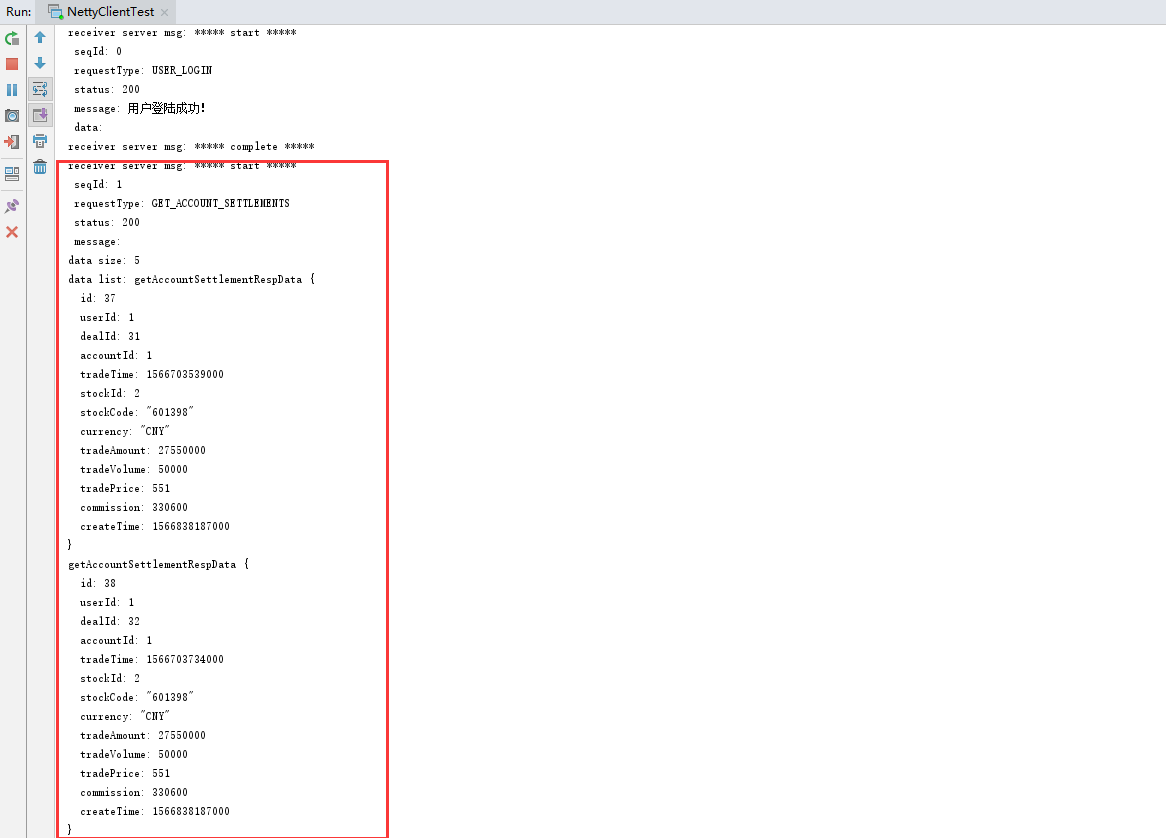 Run: NettyClientTest
receiver server msg: ***** start *****
seqId: 0
requestType: USER_LOGIN
status: 200
message: 用户登陆成功!
data:
receiver server msg: ***** complete *****
receiver server msg: ***** start *****
seqId: 1
requestType: GET_ACCOUNT_SETTLEMENTS
status: 200
message:
data size: 5
data list: getAccountSettlementRespData {
id: 37
userId: 1
dealId: 31
accountId: 1
tradeTime: 1566703539000
stockId: 2
stockCode: "601398"
currency: "CNY"
tradeAmount: 27550000
tradeVolume: 50000
tradePrice: 551
commission: 330600
createTime: 1566838187000
}
getAccountSettlementRespData {
id: 38
userId: 1
dealId: 32
accountId: 1
tradeTime: 1566703734000
stockId: 2
stockCode: "601398"
currency: "CNY"
tradeAmount: 27550000
tradeVolume: 50000
tradePrice: 551
commission: 330600
createTime: 1566838187000
}